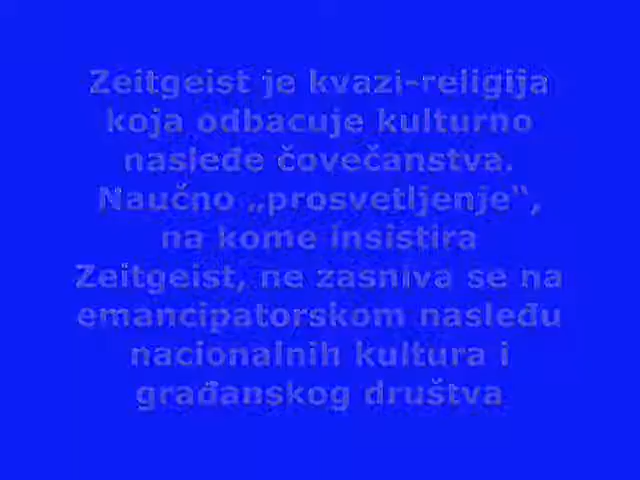 Zeitgeist je kvazi-religija
koja odbacuje kulturno
nasleđe čovečanstva.
Naučno „prosvetljenje“,
na kome insistira
Zeitgeist, ne zasniva se na
emancipatorskom nasleđu
nacionalnih kultura i
građanskog društva